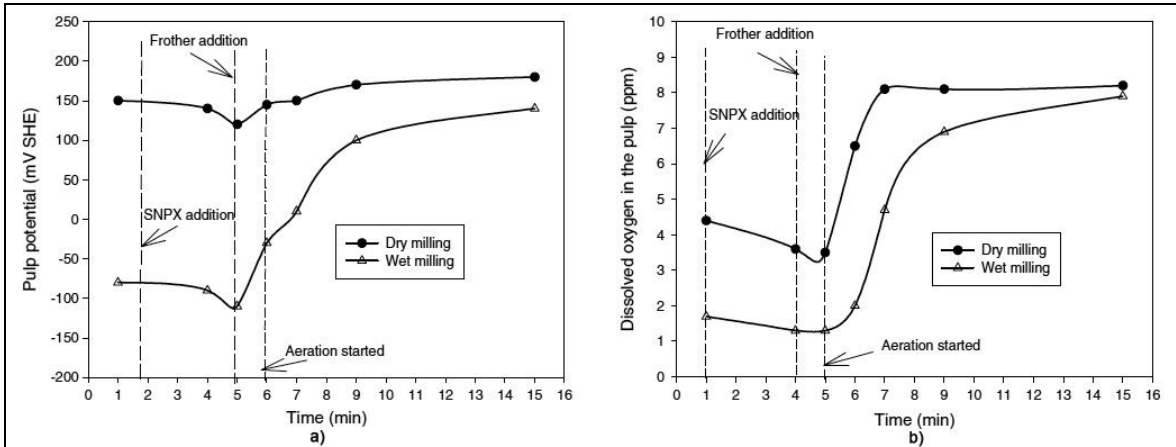 250
200
150
100
50
0
-50
-100
-150
-200
Pulp potential (mV SHE)
Frother addition
SNPX addition
Dry milling
Wet milling
Aeration started
0 1 2 3 4 5 6 7 8 9 10 11 12 13 14 15 16
Time (min)
a)
10
9
8
7
6
5
4
3
2
1
0
Dissolved oxygen in the pulp (ppm)
Frother addition
SNPX addition
Dry milling
Wet milling
Aeration started
0 1 2 3 4 5 6 7 8 9 10 11 12 13 14 15 16
Time (min)
b)